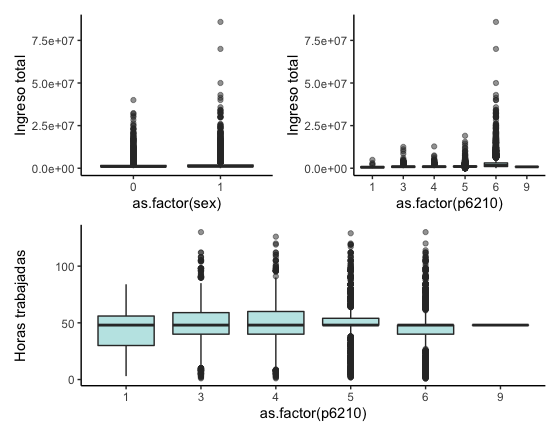 Ingreso total
7.5e+07
5.0e+07
2.5e+07
0.0e+00
0 1
as.factor(sex)
Ingreso total
7.5e+07
5.0e+07
2.5e+07
0.0e+00
1 3 4 5 6 9
as.factor(p6210)
Horas trabajadas
100
50
0
1 3 4 5 6 9
as.factor(p6210)